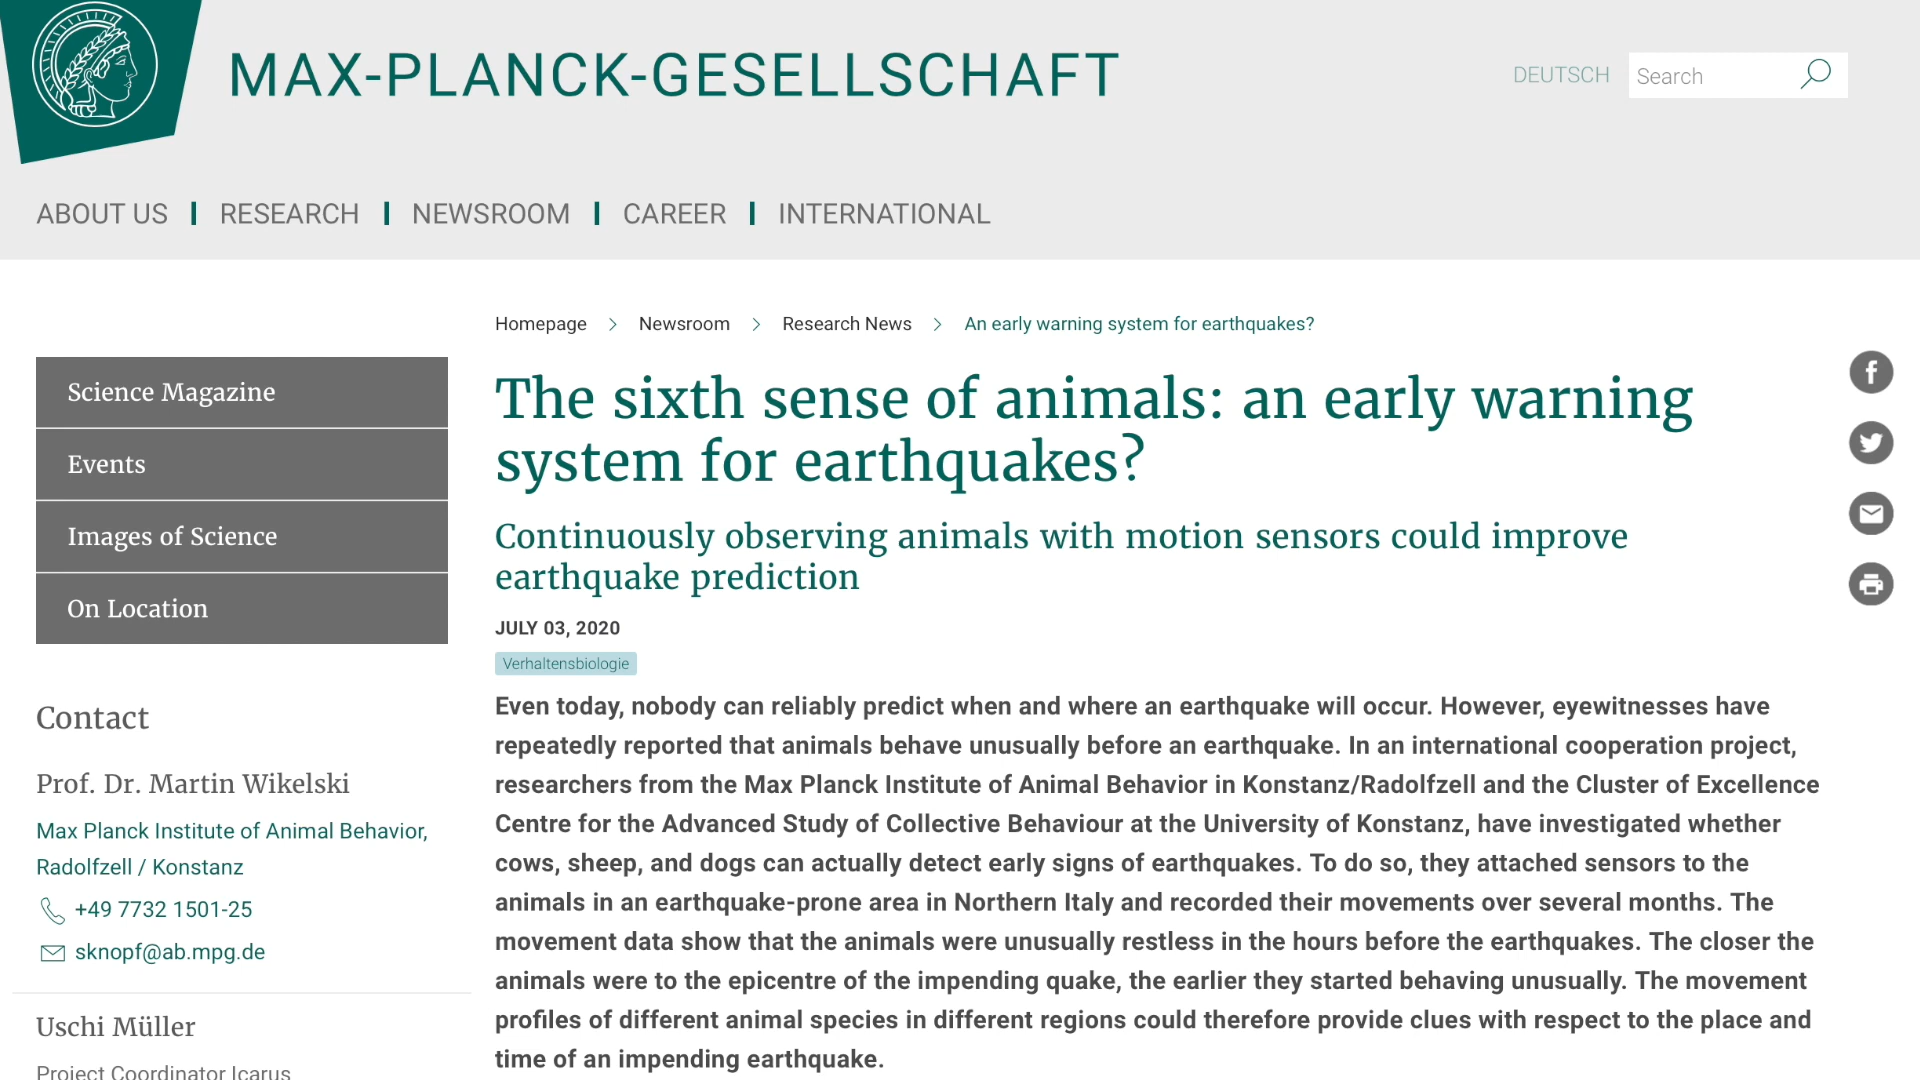 MAX-PLANCK-GESELLSCHAFT
DEUTSCH
Search
ABOUT US
RESEARCH
NEWSROOM
CAREER
INTERNATIONAL
Homepage
Newsroom
Research News
An early warning system for earthquakes?
Science Magazine
Events
Images of Science
On Location
Contact
Prof. Dr. Martin Wikelski
Max Planck Institute of Animal Behavior,
Radolfzell / Konstanz
+49 7732 1501-25
sknopf@ab.mpg.de
Uschi Müller
Project Coordinator Icarus
The sixth sense of animals: an early warning
system for earthquakes?
Continuously observing animals with motion sensors could improve
earthquake prediction
JULY 03, 2020
Verhaltensbiologie
Even today, nobody can reliably predict when and where an earthquake will occur. However, eyewitnesses have
repeatedly reported that animals behave unusually before an earthquake. In an international cooperation project,
researchers from the Max Planck Institute of Animal Behavior in Konstanz/Radolfzell and the Cluster of Excellence
Centre for the Advanced Study of Collective Behaviour at the University of Konstanz, have investigated whether
cows, sheep, and dogs can actually detect early signs of earthquakes. To do so, they attached sensors to the
animals in an earthquake-prone area in Northern Italy and recorded their movements over several months. The
movement data show that the animals were unusually restless in the hours before the earthquakes. The closer the
animals were to the epicentre of the impending quake, the earlier they started behaving unusually. The movement
profiles of different animal species in different regions could therefore provide clues with respect to the place and
time of an impending earthquake.